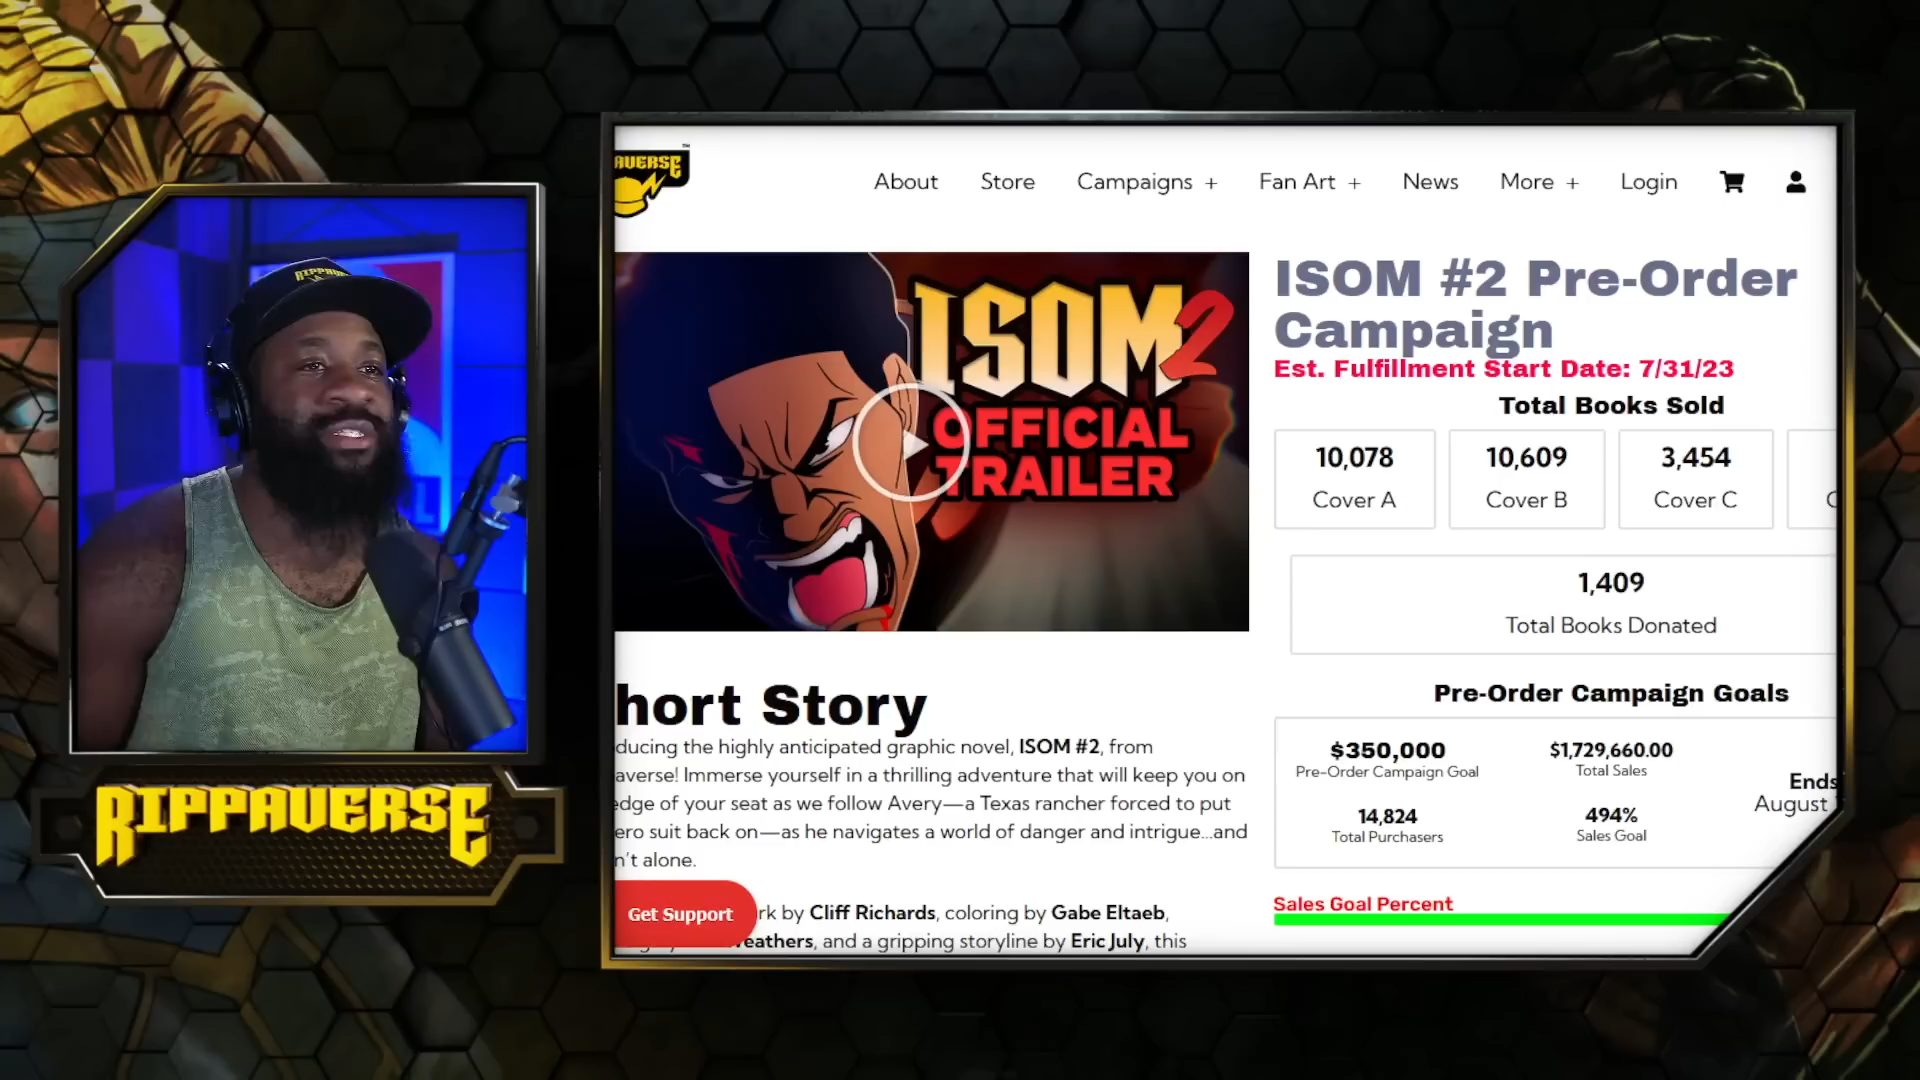 RIPPAVERSE
AVERSE
About
Store
Campaigns +
Fan Art +
News
More +
Login
ISOM 2
OFFICIAL
TRAILER
ISOM #2 Pre-Order
Campaign
Est. Fulfillment Start Date: 7/31/23
Total Books Sold
10,078
Cover A
10,609
Cover B
3,454
Cover C
C
1,409
Total Books Donated
Pre-Order Campaign Goals
$350,000
Pre-Order Campaign Goal
$1,729,660.00
Total Sales
14,824
Total Purchasers
494%
Sales Goal
Ends
August
Sales Goal Percent
hort Story
ducing the highly anticipated graphic novel, ISOM #2, from
averse! Immerse yourself in a thrilling adventure that will keep you on
edge of your seat as we follow Avery—a Texas rancher forced to put
ero suit back on—as he navigates a world of danger and intrigue...and
n't alone.
rk by Cliff Richards, coloring by Gabe Eltaeb,
eathers, and a gripping storyline by Eric July, this
Get Support